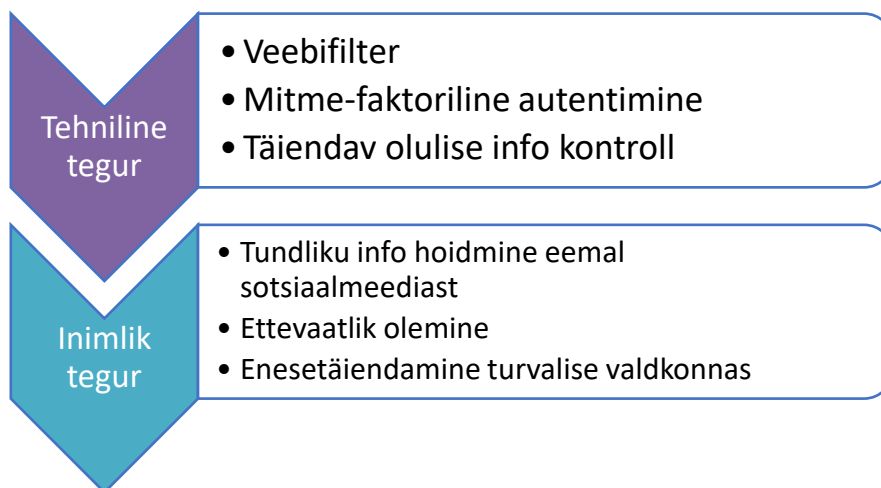 Tehniline
tegur
• Veebifilter
• Mitme-faktoriline autentimine
• Täiendav olulise info kontroll
Inimlik
tegur
• Tundliku info hoidmine eemal
sotsiaalmeediast
• Ettevaatlik olemine
• Enesetäiendamine turvalise valdkonnas